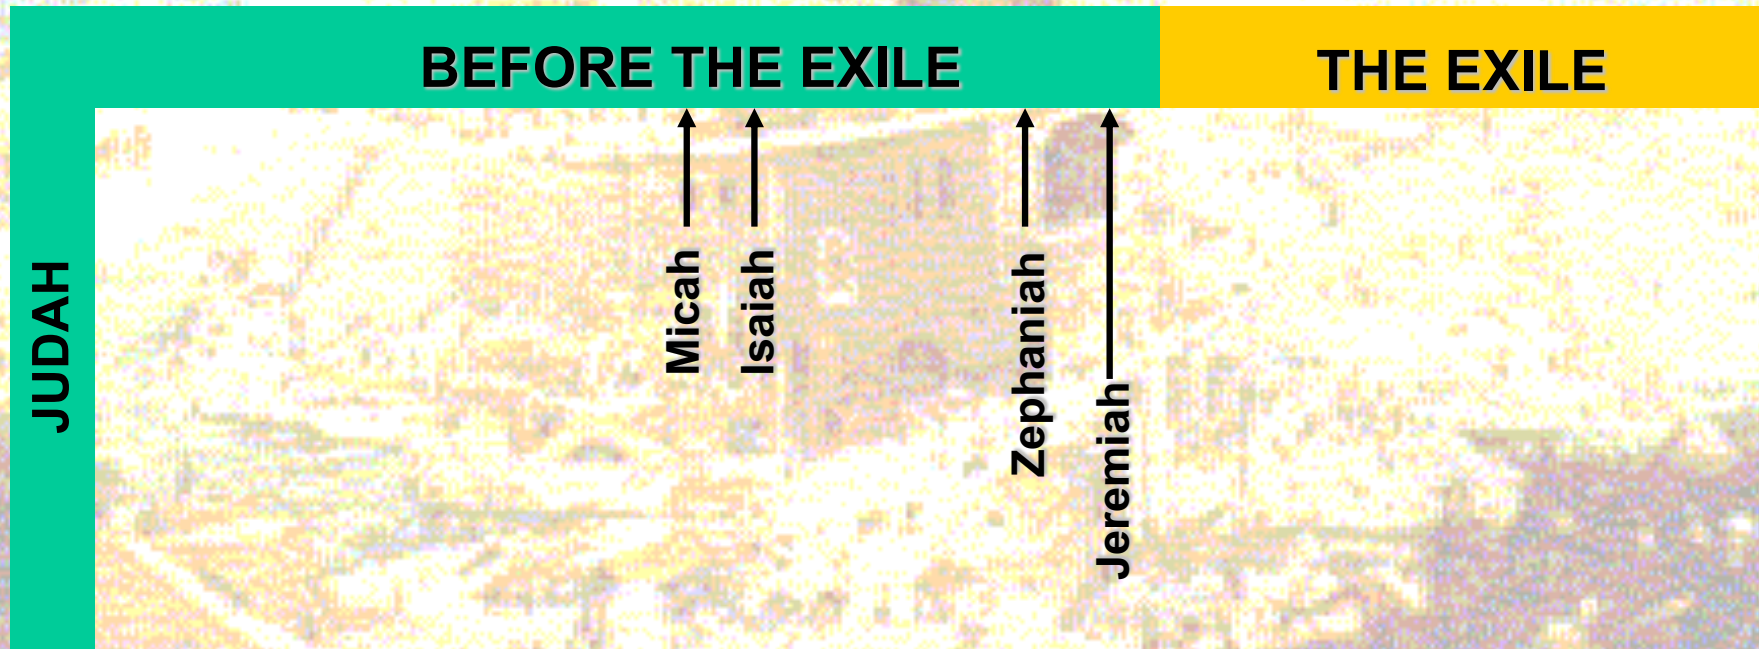 BEFORE THE EXILE
THE EXILE
JUDAH
Micah
Isaiah
Zephaniah
Jeremiah